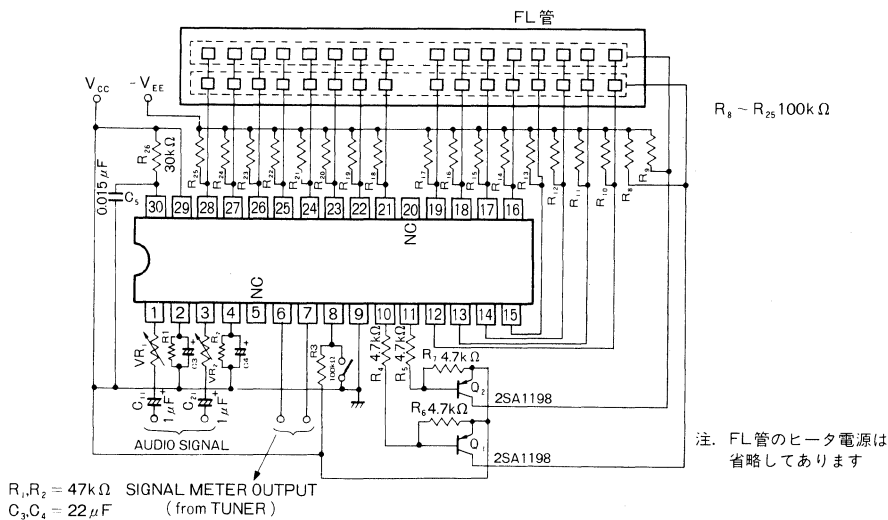 FL管
VCC
-VEE
R8 ~ R25 100kΩ
R26
30kΩ
R25
R24
R23
R22
R21
R20
R19
R18
R17
R16
R15
R14
R13
R12
R11
R10
R8
R9
0.015μF
C5
30
29
28
27
26
25
24
23
22
21
20
19
18
17
16
NC
NC
1
2
3
4
5
6
7
8
9
10
11
12
13
14
15
VR1
R1
C3
VR2
R2
C4
R3
100kΩ
R4
4.7kΩ
R5
4.7kΩ
R7 4.7kΩ
Q2
2SA1198
R6 4.7kΩ
Q1
2SA1198
C11
+
1μF
C21
+
1μF
AUDIO SIGNAL
SIGNAL METER OUTPUT
(from TUNER)
R1,R2 = 47kΩ
C3,C4 = 22μF
注. FL管のヒータ電源は
省略してあります